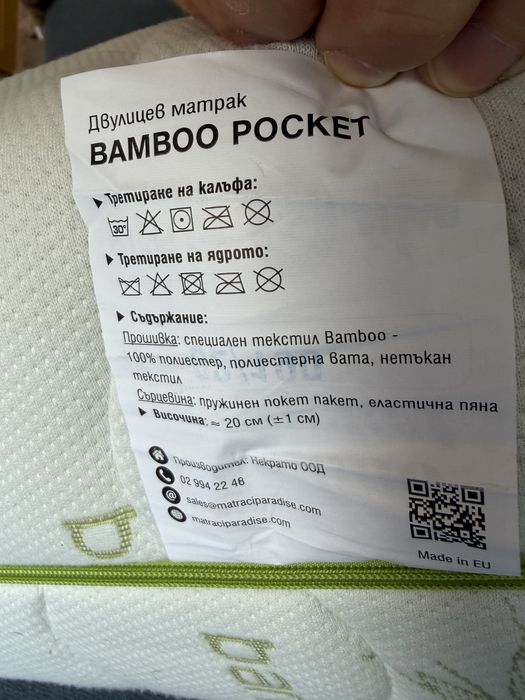 Двулицев матрак
BAMBOO POCKET
Третиране на калъфа:
30°
Третиране на ядрото:
Съдържание:
Прошивка: специален текстил Bamboo -
100% полиестер, полиестерна вата, нетъкан
текстил
Сърцевина: пружинен покет пакет, еластична пяна
Височина: ≈ 20 см (±1 см)
Производител: Некрато ООД
02 994 22 46
sales@matraciparadise.com
matraciparadise.com
Made in EU